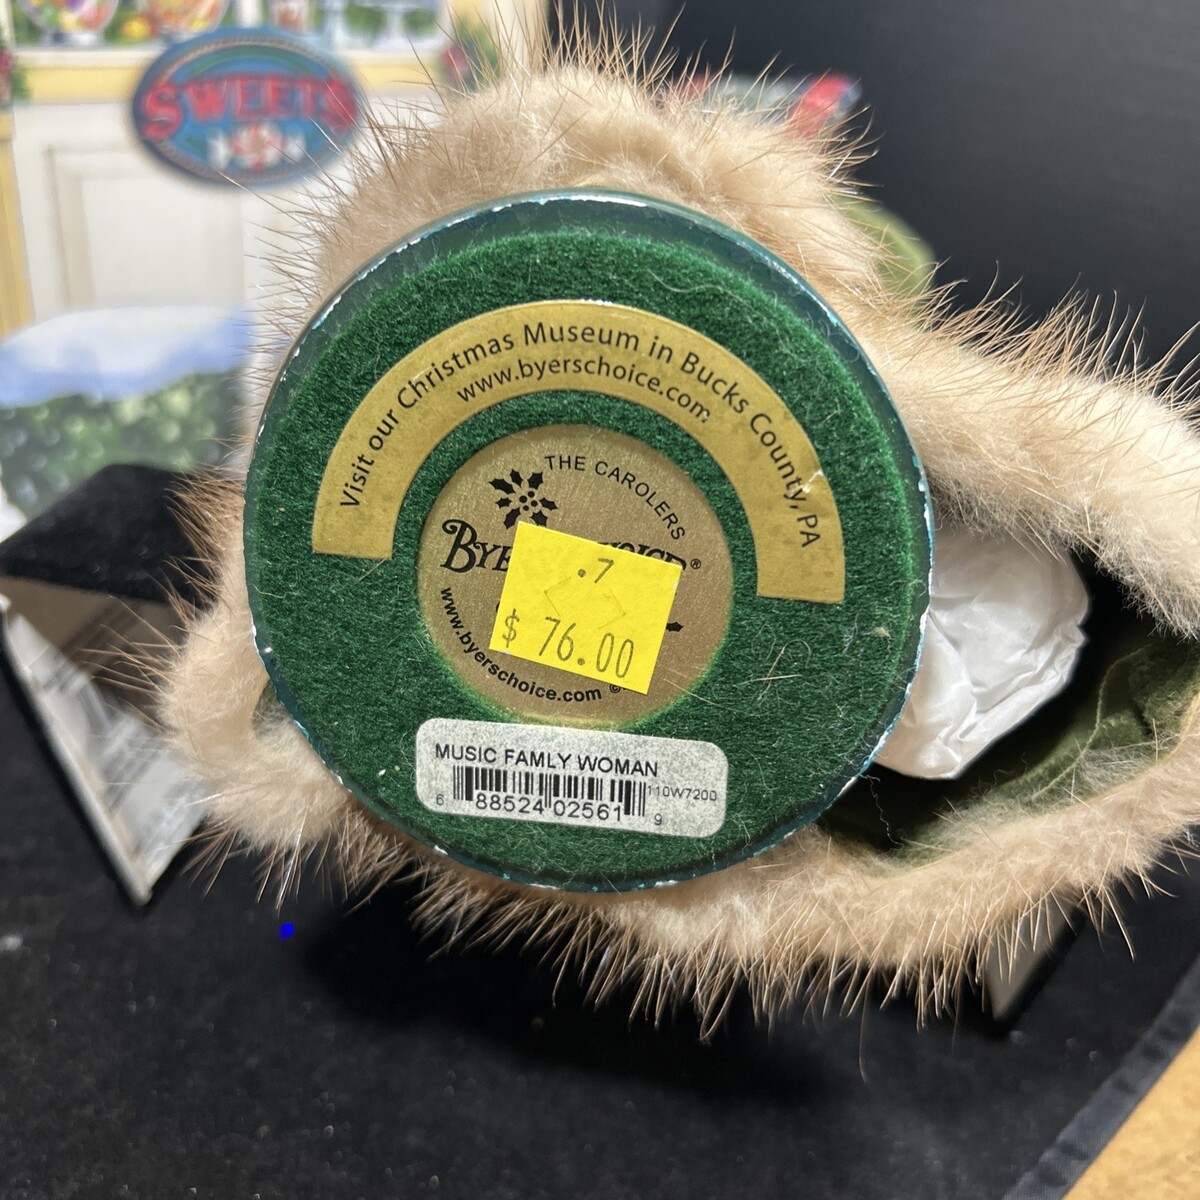 SWEETS
Visit our Christmas Museum in Bucks County, PA
www.byerschoice.com
THE CAROLERS
®
.7
$ 76.00
www.byerschoice.com ©
MUSIC FAMLY WOMAN
110W7200
6 88524 02561 9